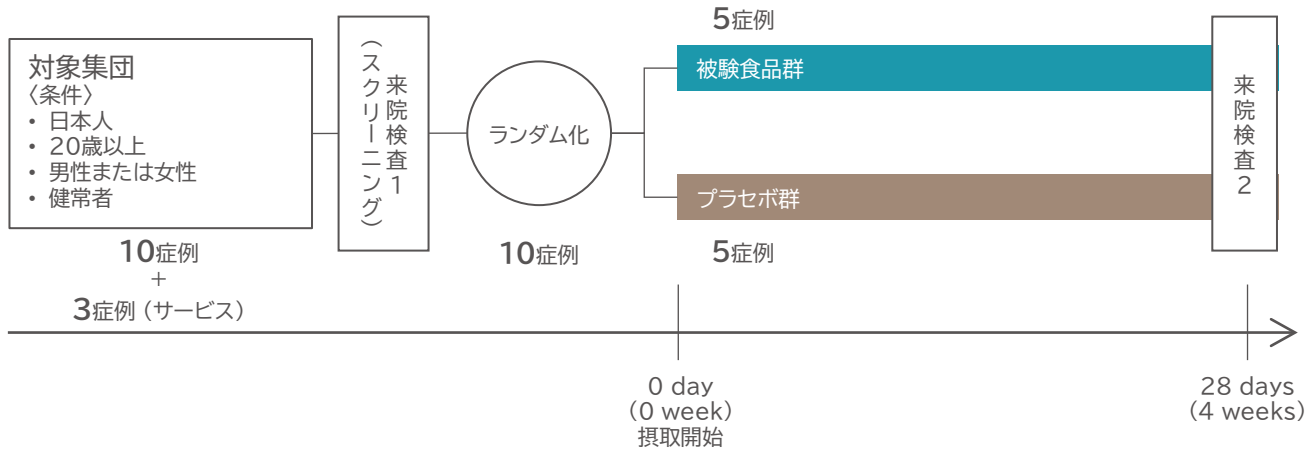 対象集団
〈条件〉
・ 日本人
・ 20歳以上
・ 男性または女性
・ 健常者
10症例
+
3症例（サービス）
来院検査1
（スクリーニング）
ランダム化
10症例
5症例
被験食品群
プラセボ群
5症例
来院検査2
0 day
(0 week)
摂取開始
28 days
(4 weeks)